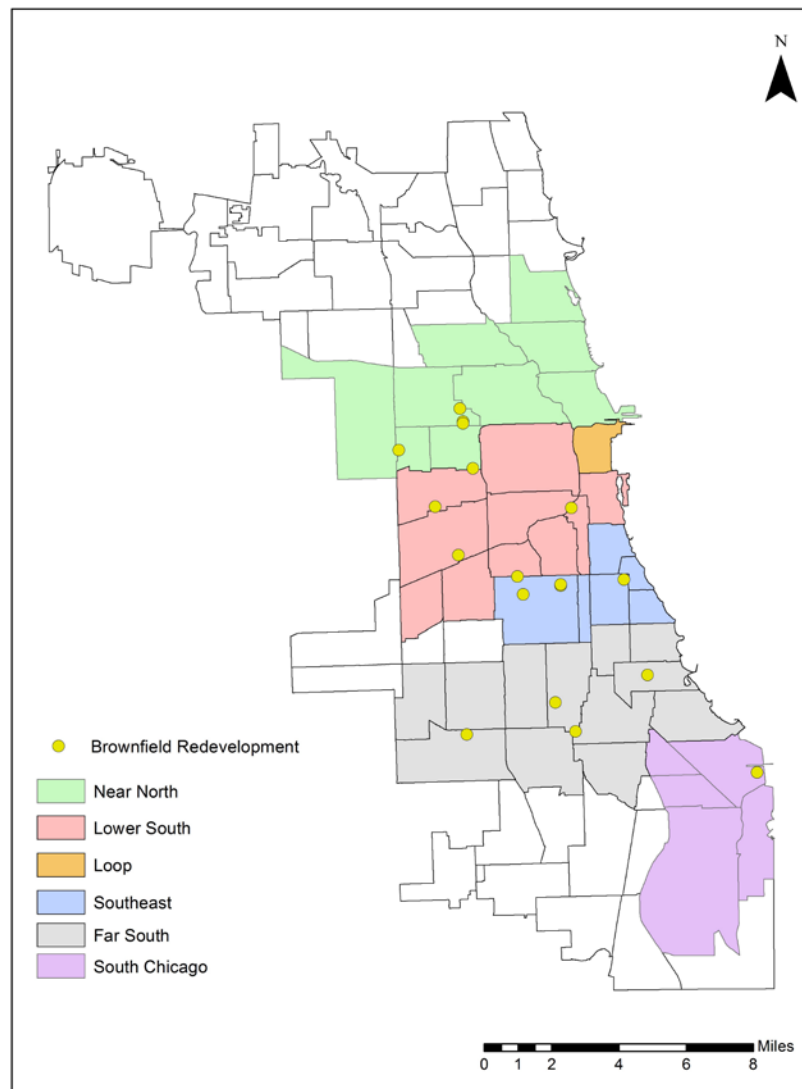 N
Brownfield Redevelopment
Near North
Lower South
Loop
Southeast
Far South
South Chicago
Miles
0 1 2 4 6 8